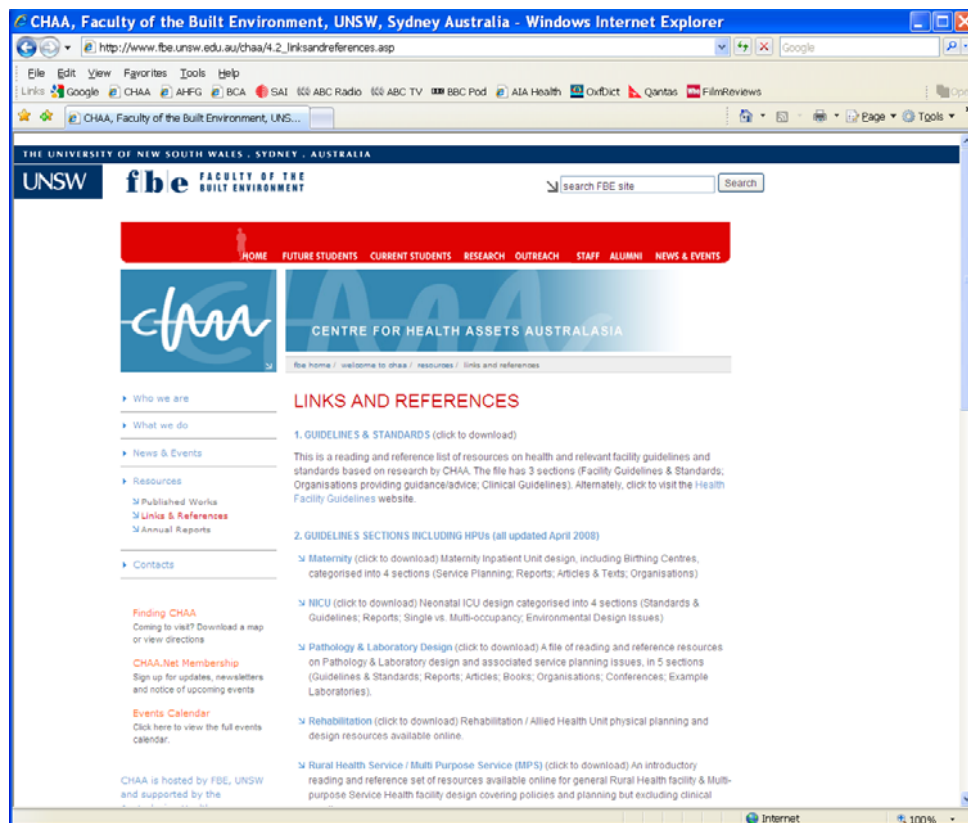 CHAA, Faculty of the Built Environment, UNSW, Sydney Australia - Windows Internet Explorer
http://www.fbe.unsw.edu.au/chaa/4.2_linksandreferences.asp
Google
File Edit View Favorites Tools Help
Links Google CHAA AHFG BCA SAI ABC Radio ABC TV BBC Pod AIA Health OxfDict Qantas FilmReviews
CHAA, Faculty of the Built Environment, UNS...
Page Tools
THE UNIVERSITY OF NEW SOUTH WALES . SYDNEY . AUSTRALIA
UNSW
fbe
FACULTY OF THE
BUILT ENVIRONMENT
search FBE site
Search
HOME FUTURE STUDENTS CURRENT STUDENTS RESEARCH OUTREACH STAFF ALUMNI NEWS & EVENTS
chaa
CENTRE FOR HEALTH ASSETS AUSTRALASIA
fbe home / welcome to chaa / resources / links and references
Who we are
What we do
News & Events
Resources
Published Works
Links & References
Annual Reports
Contacts
Finding CHAA
Coming to visit? Download a map
or view directions
CHAA.Net Membership
Sign up for updates, newsletters
and notice of upcoming events
Events Calendar
Click here to view the full events
calendar.
CHAA is hosted by FBE, UNSW
and supported by the
LINKS AND REFERENCES
1. GUIDELINES & STANDARDS (click to download)
This is a reading and reference list of resources on health and relevant facility guidelines and
standards based on research by CHAA. The file has 3 sections (Facility Guidelines & Standards;
Organisations providing guidance/advice; Clinical Guidelines). Alternately, click to visit the Health
Facility Guidelines website.
2. GUIDELINES SECTIONS INCLUDING HPUs (all updated April 2008)
Maternity (click to download) Maternity Inpatient Unit design, including Birthing Centres,
categorised into 4 sections (Service Planning; Reports; Articles & Texts; Organisations)
NICU (click to download) Neonatal ICU design categorised into 4 sections (Standards &
Guidelines; Reports; Single vs. Multi-occupancy; Environmental Design Issues)
Pathology & Laboratory Design (click to download) A file of reading and reference resources
on Pathology & Laboratory design and associated service planning issues, in 5 sections
(Guidelines & Standards; Reports; Articles; Books; Organisations; Conferences; Example
Laboratories).
Rehabilitation (click to download) Rehabilitation / Allied Health Unit physical planning and
design resources available online.
Rural Health Service / Multi Purpose Service (MPS) (click to download) An introductory
reading and reference set of resources available online for general Rural Health facility & Multi-
purpose Service Health facility design covering policies and planning but excluding clinical
Internet
100%